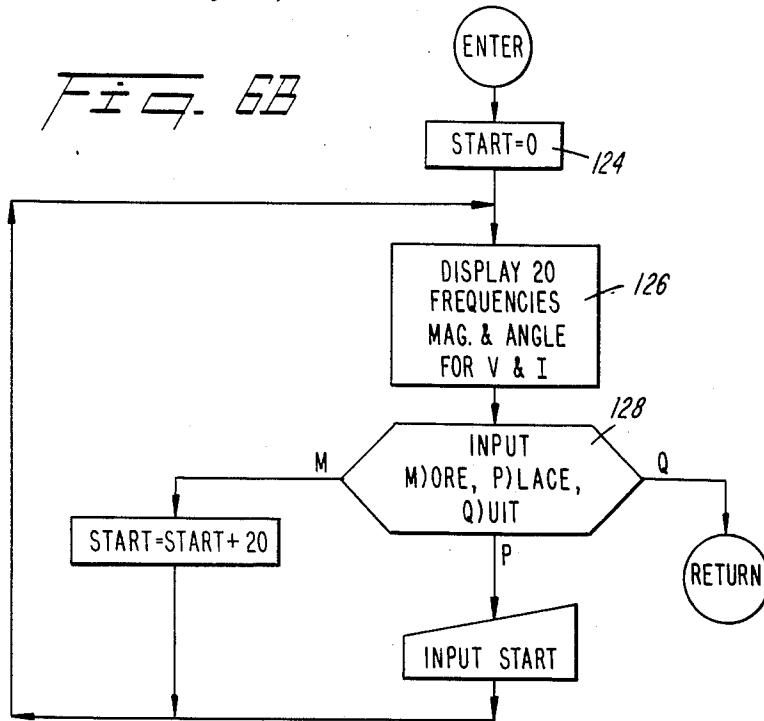 ENTER
Fig. 6B
START=0
124
DISPLAY 20
FREQUENCIES
MAG. & ANGLE
FOR V & I
126
128
INPUT
M)ORE, P)LACE,
Q)UIT
M
Q
START=START+20
P
RETURN
INPUT START